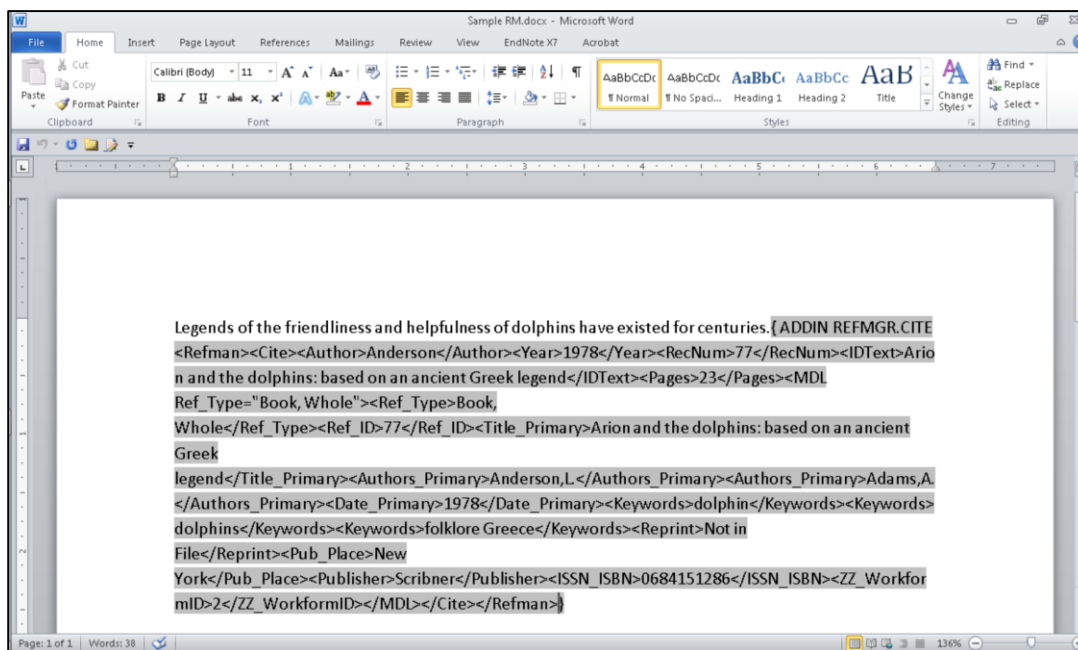 Sample RM.docx - Microsoft Word
File Home Insert Page Layout References Mailings Review View EndNote X7 Acrobat
Paste
Cut
Copy
Format Painter
Clipboard
Calibri (Body) 11
Font
Paragraph
AaBbCcDc AaBbCcDc AaBbC AaBbCc AaB
¶ Normal ¶ No Spaci... Heading 1 Heading 2 Title
Change Styles
Styles
Find
Replace
Select
Editing
1 2 3 4 5 6 7
Legends of the friendliness and helpfulness of dolphins have existed for centuries.{ ADDIN REFMGR.CITE
<Refman><Cite><Author>Anderson</Author><Year>1978</Year><RecNum>77</RecNum><IDText>Ario
n and the dolphins: based on an ancient Greek legend</IDText><Pages>23</Pages><MDL
Ref_Type="Book, Whole"><Ref_Type>Book,
Whole</Ref_Type><Ref_ID>77</Ref_ID><Title_Primary>Arion and the dolphins: based on an ancient
Greek
legend</Title_Primary><Authors_Primary>Anderson,L.</Authors_Primary><Authors_Primary>Adams,A.
</Authors_Primary><Date_Primary>1978</Date_Primary><Keywords>dolphin</Keywords><Keywords>
dolphins</Keywords><Keywords>folklore Greece</Keywords><Reprint>Not in
File</Reprint><Pub_Place>New
York</Pub_Place><Publisher>Scribner</Publisher><ISSN_ISBN>0684151286</ISSN_ISBN><ZZ_Workfor
mID>2</ZZ_WorkformID></MDL></Cite></Refman>}
Page: 1 of 1 Words: 38 136%